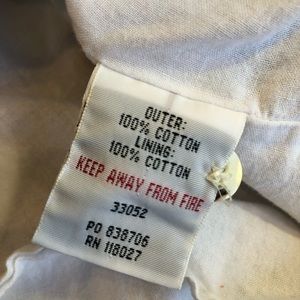 OUTER:
100% COTTON
LINING:
100% COTTON
KEEP AWAY FROM FIRE
33052
PO 838706
RN 118027